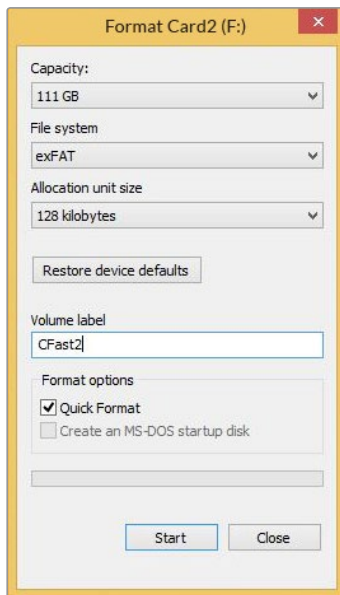 Format Card2 (F:)
Capacity:
111 GB
File system
exFAT
Allocation unit size
128 kilobytes
Restore device defaults
Volume label
CFast2
Format options
Quick Format
Create an MS-DOS startup disk
Start Close